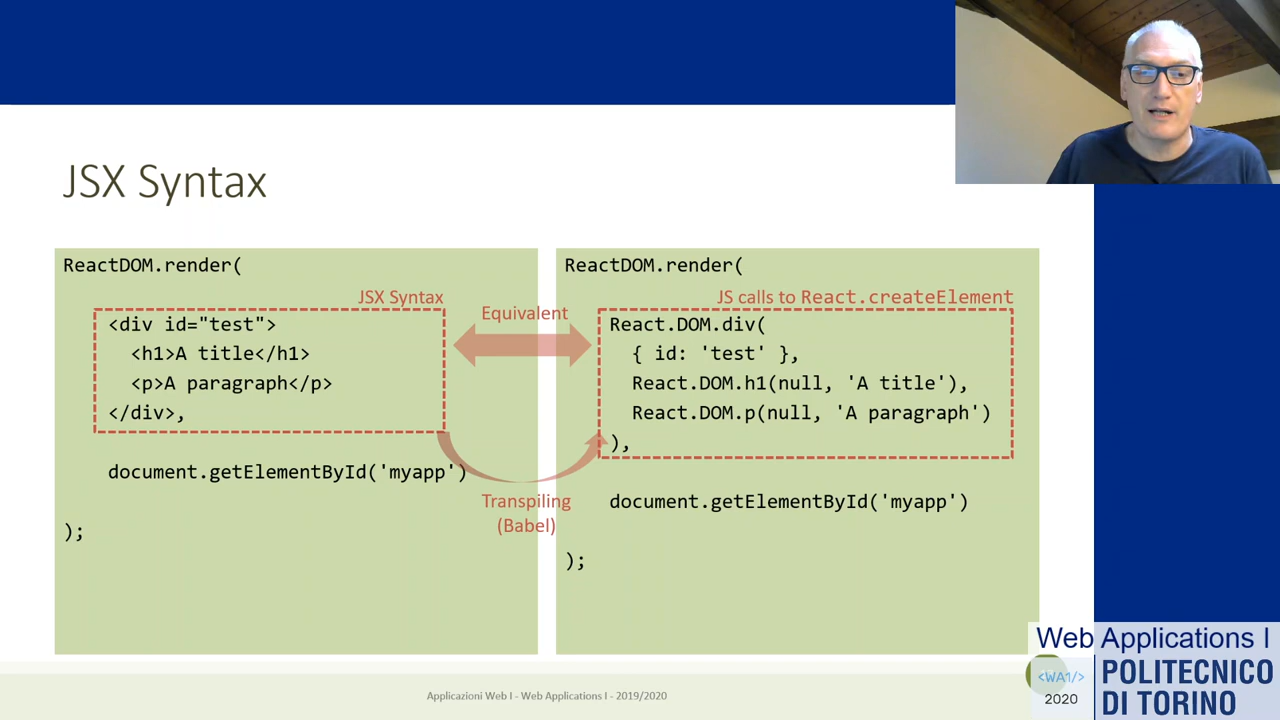 JSX Syntax
ReactDOM.render(
JSX Syntax
<div id="test">
<h1>A title</h1>
<p>A paragraph</p>
</div>,
document.getElementById('myapp')
);
Equivalent
Transpiling
(Babel)
ReactDOM.render(
JS calls to React.createElement
React.DOM.div(
{ id: 'test' },
React.DOM.h1(null, 'A title'),
React.DOM.p(null, 'A paragraph')
),
document.getElementById('myapp')
);
Applicazioni Web I - Web Applications I - 2019/2020
Web Applications I
<WA1/>
2020
POLITECNICO
DI TORINO